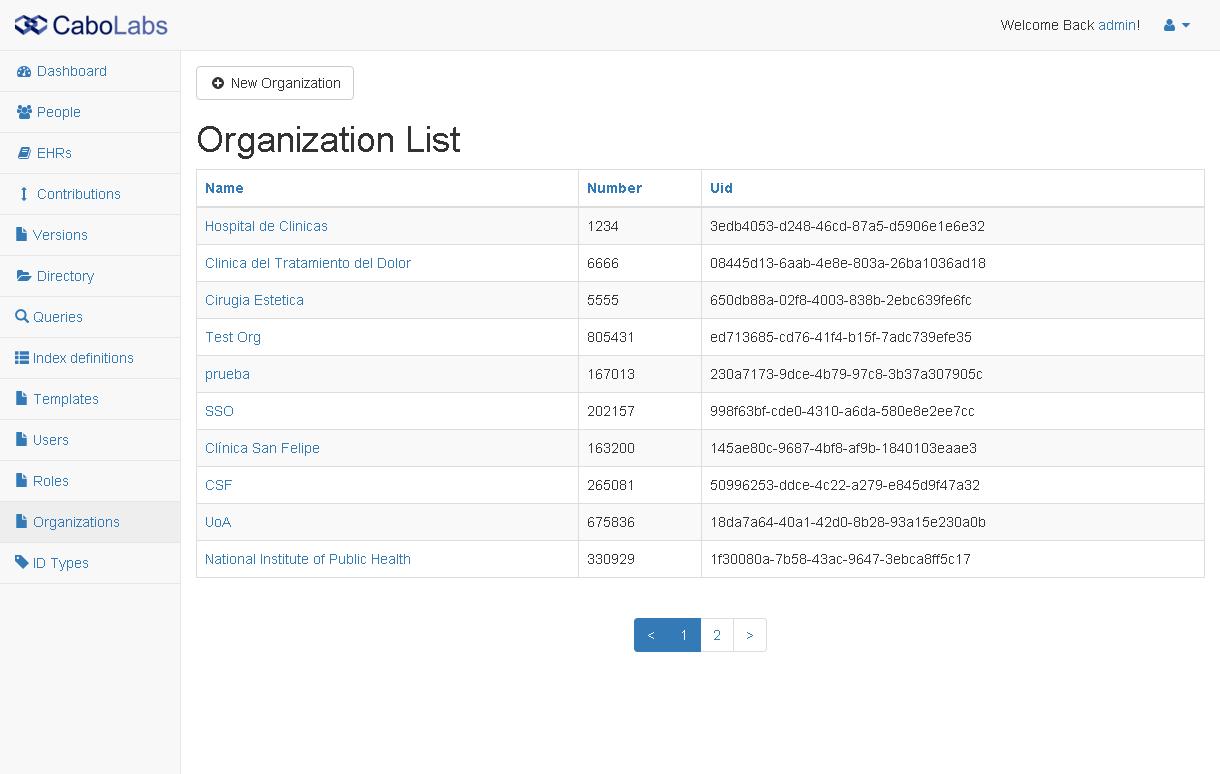 CaboLabs
Welcome Back admin!
Dashboard
People
EHRs
Contributions
Versions
Directory
Queries
Index definitions
Templates
Users
Roles
Organizations
ID Types
New Organization
Organization List
Name Number Uid
Hospital de Clinicas 1234 3edb4053-d248-46cd-87a5-d5906e1e6e32
Clinica del Tratamiento del Dolor 6666 08445d13-6aab-4e8e-803a-26ba1036ad18
Cirugia Estetica 5555 650db88a-02f8-4003-838b-2ebc639fe6fc
Test Org 805431 ed713685-cd76-41f4-b15f-7adc739efe35
prueba 167013 230a7173-9dce-4b79-97c8-3b37a307905c
SSO 202157 998f63bf-cde0-4310-a6da-580e8e2ee7cc
Clínica San Felipe 163200 145ae80c-9687-4bf8-af9b-1840103eaae3
CSF 265081 50996253-ddce-4c22-a279-e845d9f47a32
UoA 675836 18da7a64-40a1-42d0-8b28-93a15e230a0b
National Institute of Public Health 330929 1f30080a-7b58-43ac-9647-3ebca8ff5c17
< 1 2 >